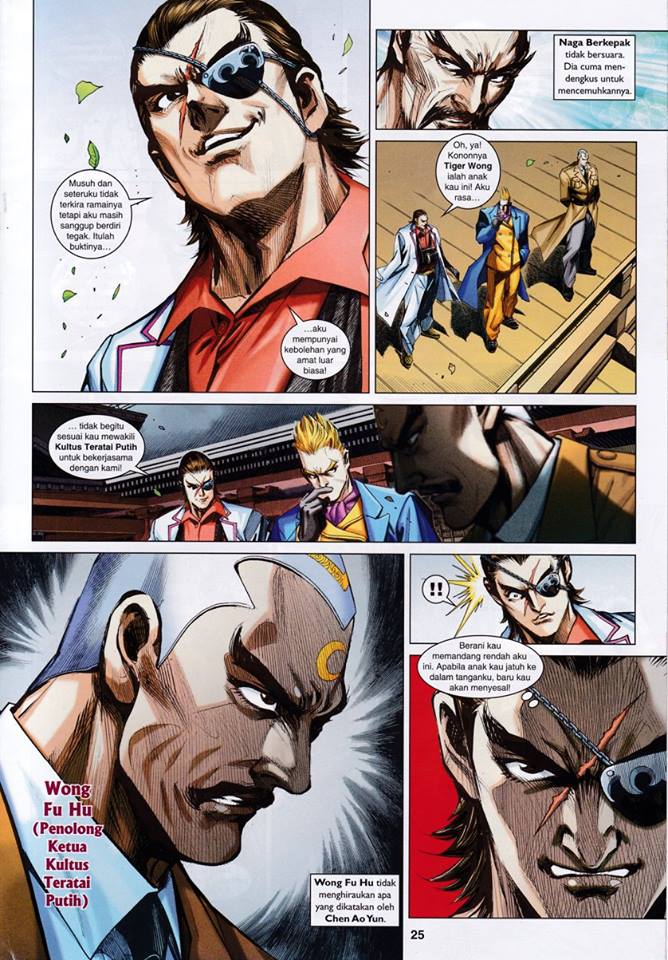 Musuh dan
seteruku tidak
terkira ramainya
tetapi aku masih
sanggup berdiri
tegak. Itulah
buktinya...
...aku
mempunyai
kebolehan yang
amat luar
biasa!
Naga Berkepak
tidak bersuara.
Dia cuma men-
dengkus untuk
mencemuhkannya.
Oh, ya!
Kononnya
Tiger Wong
ialah anak
kau ini! Aku
rasa...
... tidak begitu
sesuai kau mewakili
Kultus Teratai Putih
untuk bekerjasama
dengan kami!
Wong
Fu Hu
(Penolong
Ketua
Kultus
Teratai
Putih)
Wong Fu Hu tidak
menghiraukan apa
yang dikatakan oleh
Chen Ao Yun.
!!
Berani kau
memandang rendah aku
ini. Apabila anak kau jatuh ke
dalam tanganku, baru kau
akan menyesal!
25